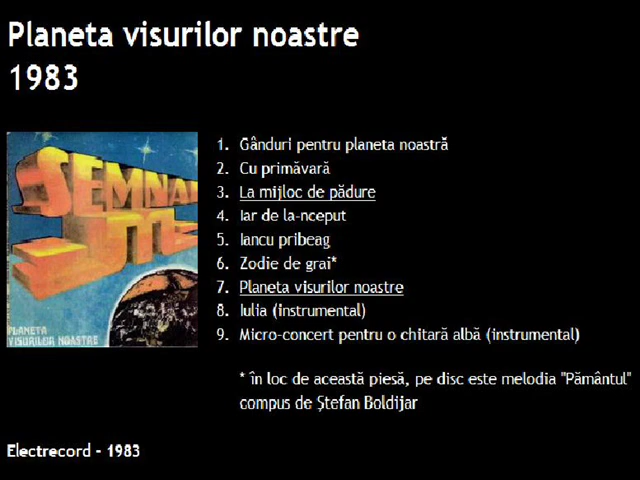 Planeta visurilor noastre
1983
SEMNAL
M
PLANETA
VISURILOR NOASTRE
1. Gânduri pentru planeta noastră
2. Cu primăvară
3. La mijloc de pădure
4. Iar de la-nceput
5. Iancu pribeag
6. Zodie de grai*
7. Planeta visurilor noastre
8. Iulia (instrumental)
9. Micro-concert pentru o chitară albă (instrumental)
* în loc de această piesă, pe disc este melodia "Pământul"
compus de Ştefan Boldijar
Electrecord - 1983